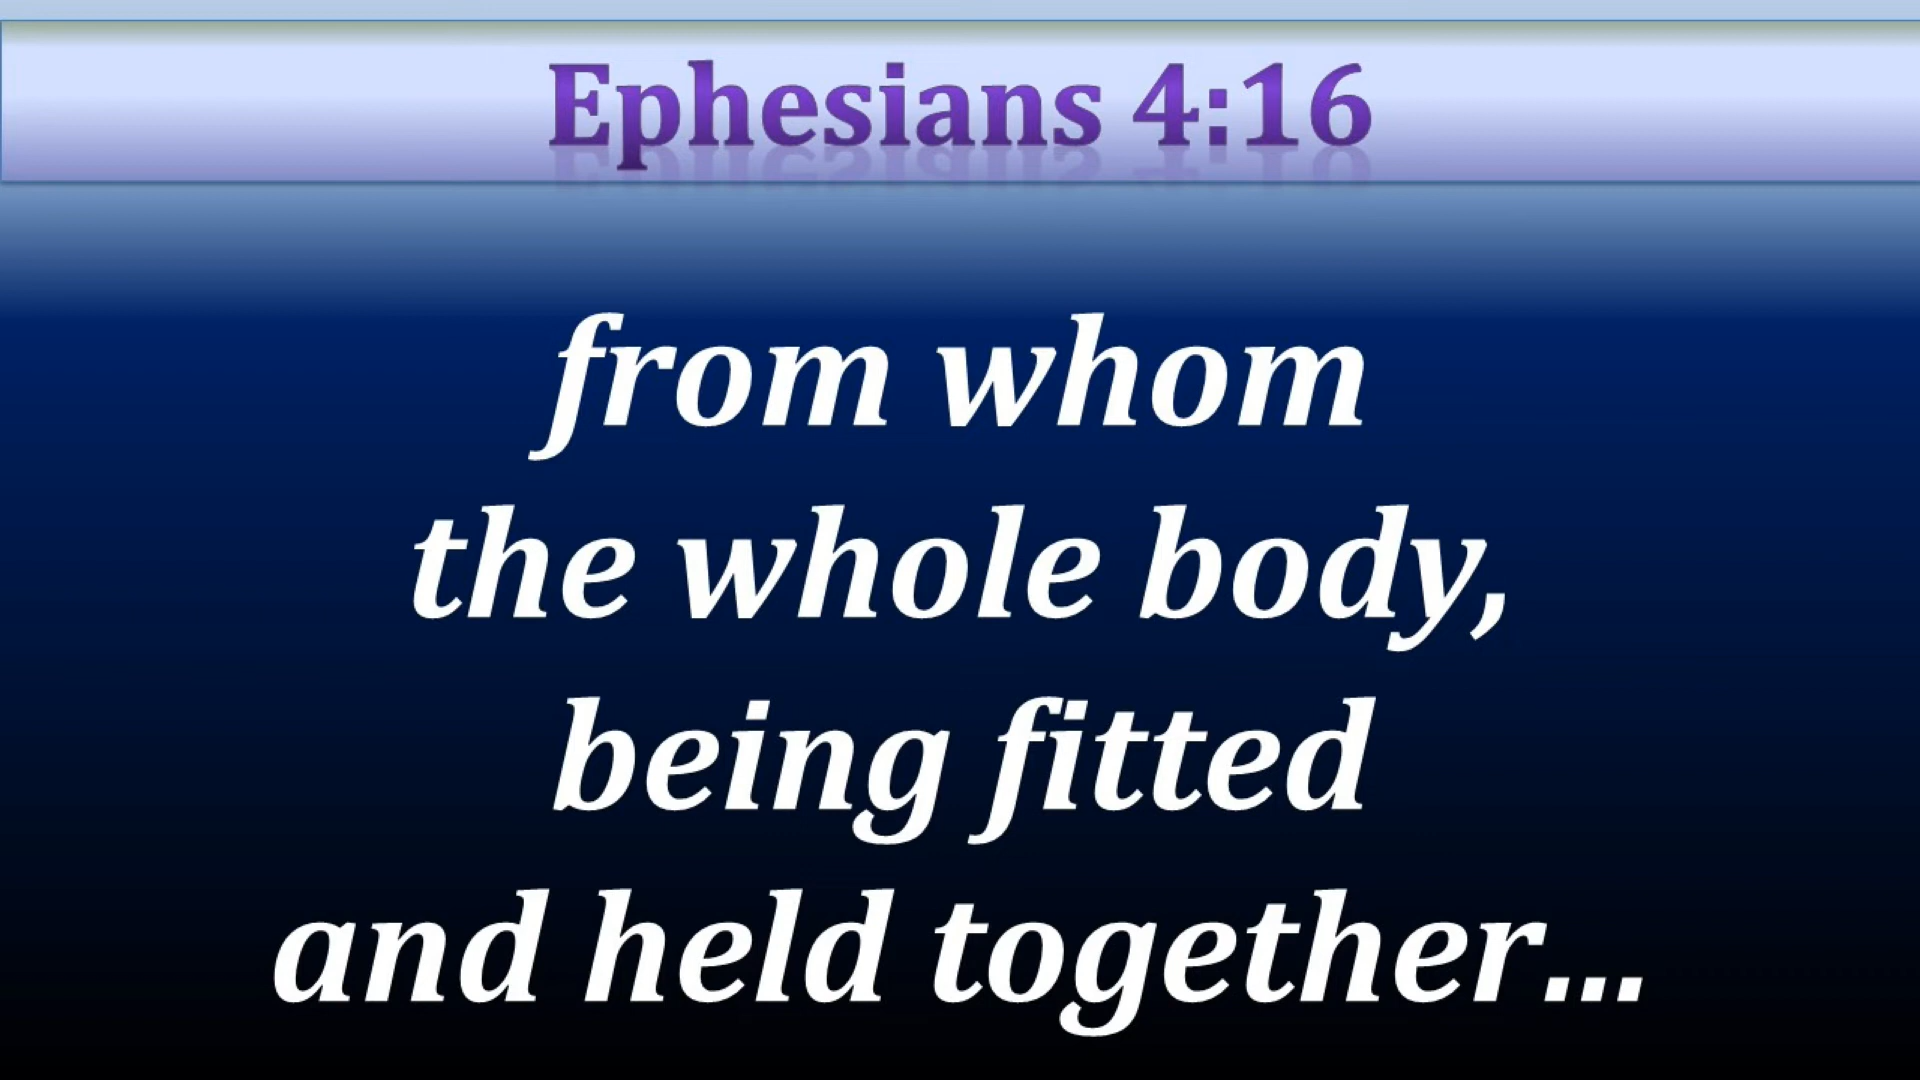 Ephesians 4:16
from whom
the whole body,
being fitted
and held together...